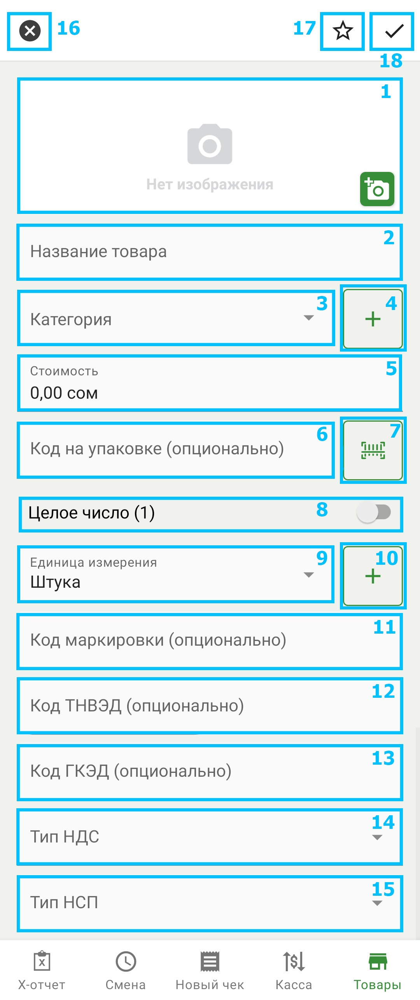 16
17
18
1
Нет изображения
2
Название товара
3
Категория
4
5
Стоимость
0,00 сом
6
Код на упаковке (опционально)
7
Целое число (1)
8
9
Единица измерения
Штука
10
11
Код маркировки (опционально)
12
Код ТНВЭД (опционально)
13
Код ГКЭД (опционально)
14
Тип НДС
15
Тип НСП
X
$
X-отчет
Смена
Новый чек
Касса
Товары